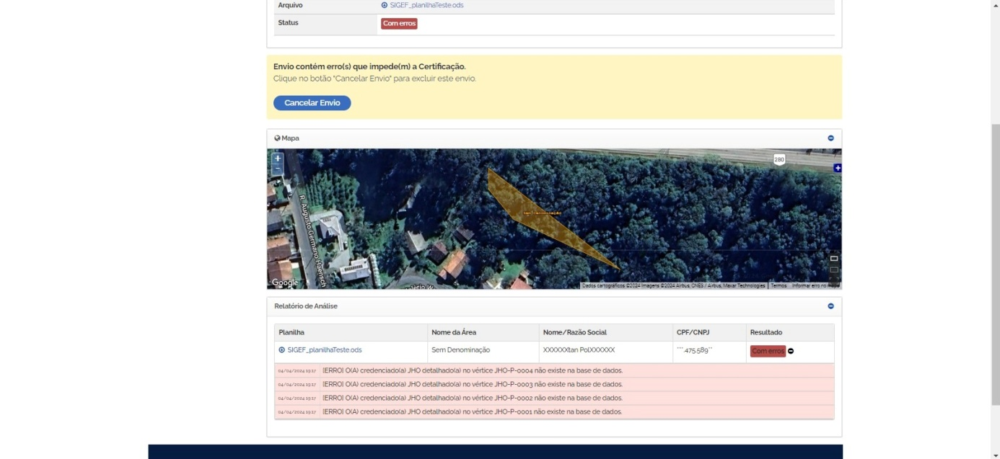 Arquivo SIGEF_planilhaTeste.ods
Status Com erros
Envio contém erro(s) que impede(m) a Certificação.
Clique no botão "Cancelar Envio" para excluir este envio.
Cancelar Envio
Mapa
+
−
280
+
Sem Denominação
R. Augusto Germano Haensch
Google
Dados cartográficos ©2024 Imagens ©2024 Airbus, CNES / Airbus, Maxar Technologies Termos Informar erro no mapa
Relatório de Análise
Planilha Nome da Área Nome/Razão Social CPF/CNPJ Resultado
SIGEF_planilhaTeste.ods Sem Denominação XXXXXXtan PolXXXXXX ***.475.589** Com erros
04/04/2024 19:17 [ERRO] O(A) credenciado(a) JHO detalhado(a) no vértice JHO-P-0004 não existe na base de dados.
04/04/2024 19:17 [ERRO] O(A) credenciado(a) JHO detalhado(a) no vértice JHO-P-0003 não existe na base de dados.
04/04/2024 19:17 [ERRO] O(A) credenciado(a) JHO detalhado(a) no vértice JHO-P-0002 não existe na base de dados.
04/04/2024 19:17 [ERRO] O(A) credenciado(a) JHO detalhado(a) no vértice JHO-P-0001 não existe na base de dados.